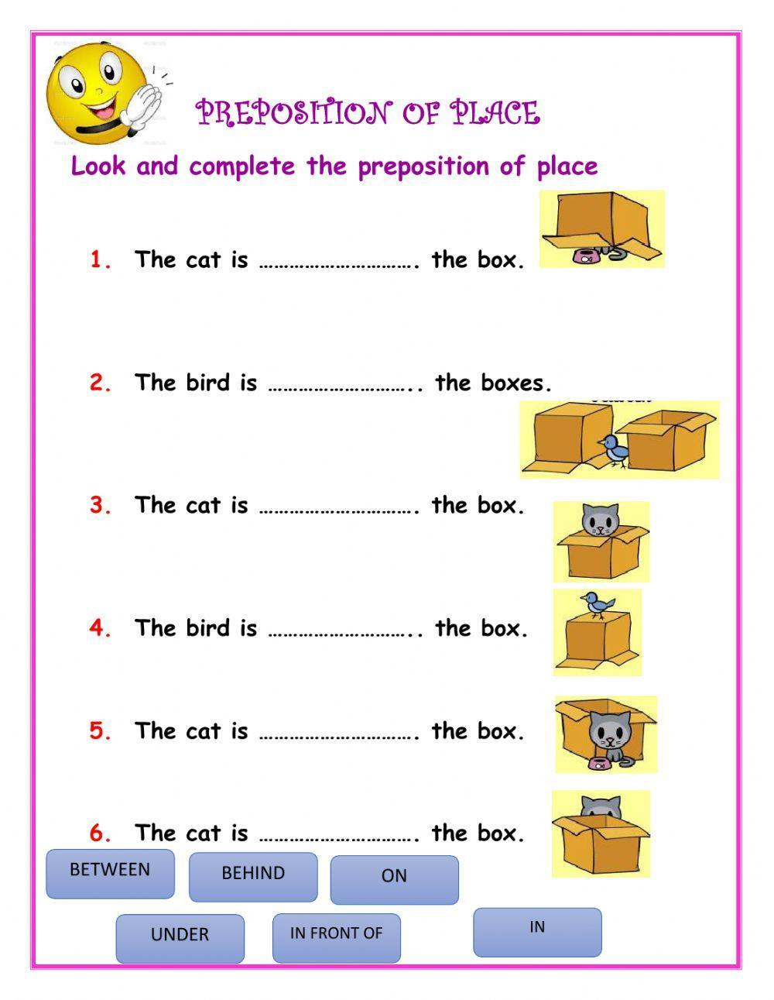 PREPOSITION OF PLACE
Look and complete the preposition of place
1. The cat is …………………………. the box.
2. The bird is ……………………….. the boxes.
3. The cat is …………………………. the box.
4. The bird is ……………………….. the box.
5. The cat is …………………………. the box.
6. The cat is …………………………. the box.
BETWEEN
BEHIND
ON
UNDER
IN FRONT OF
IN